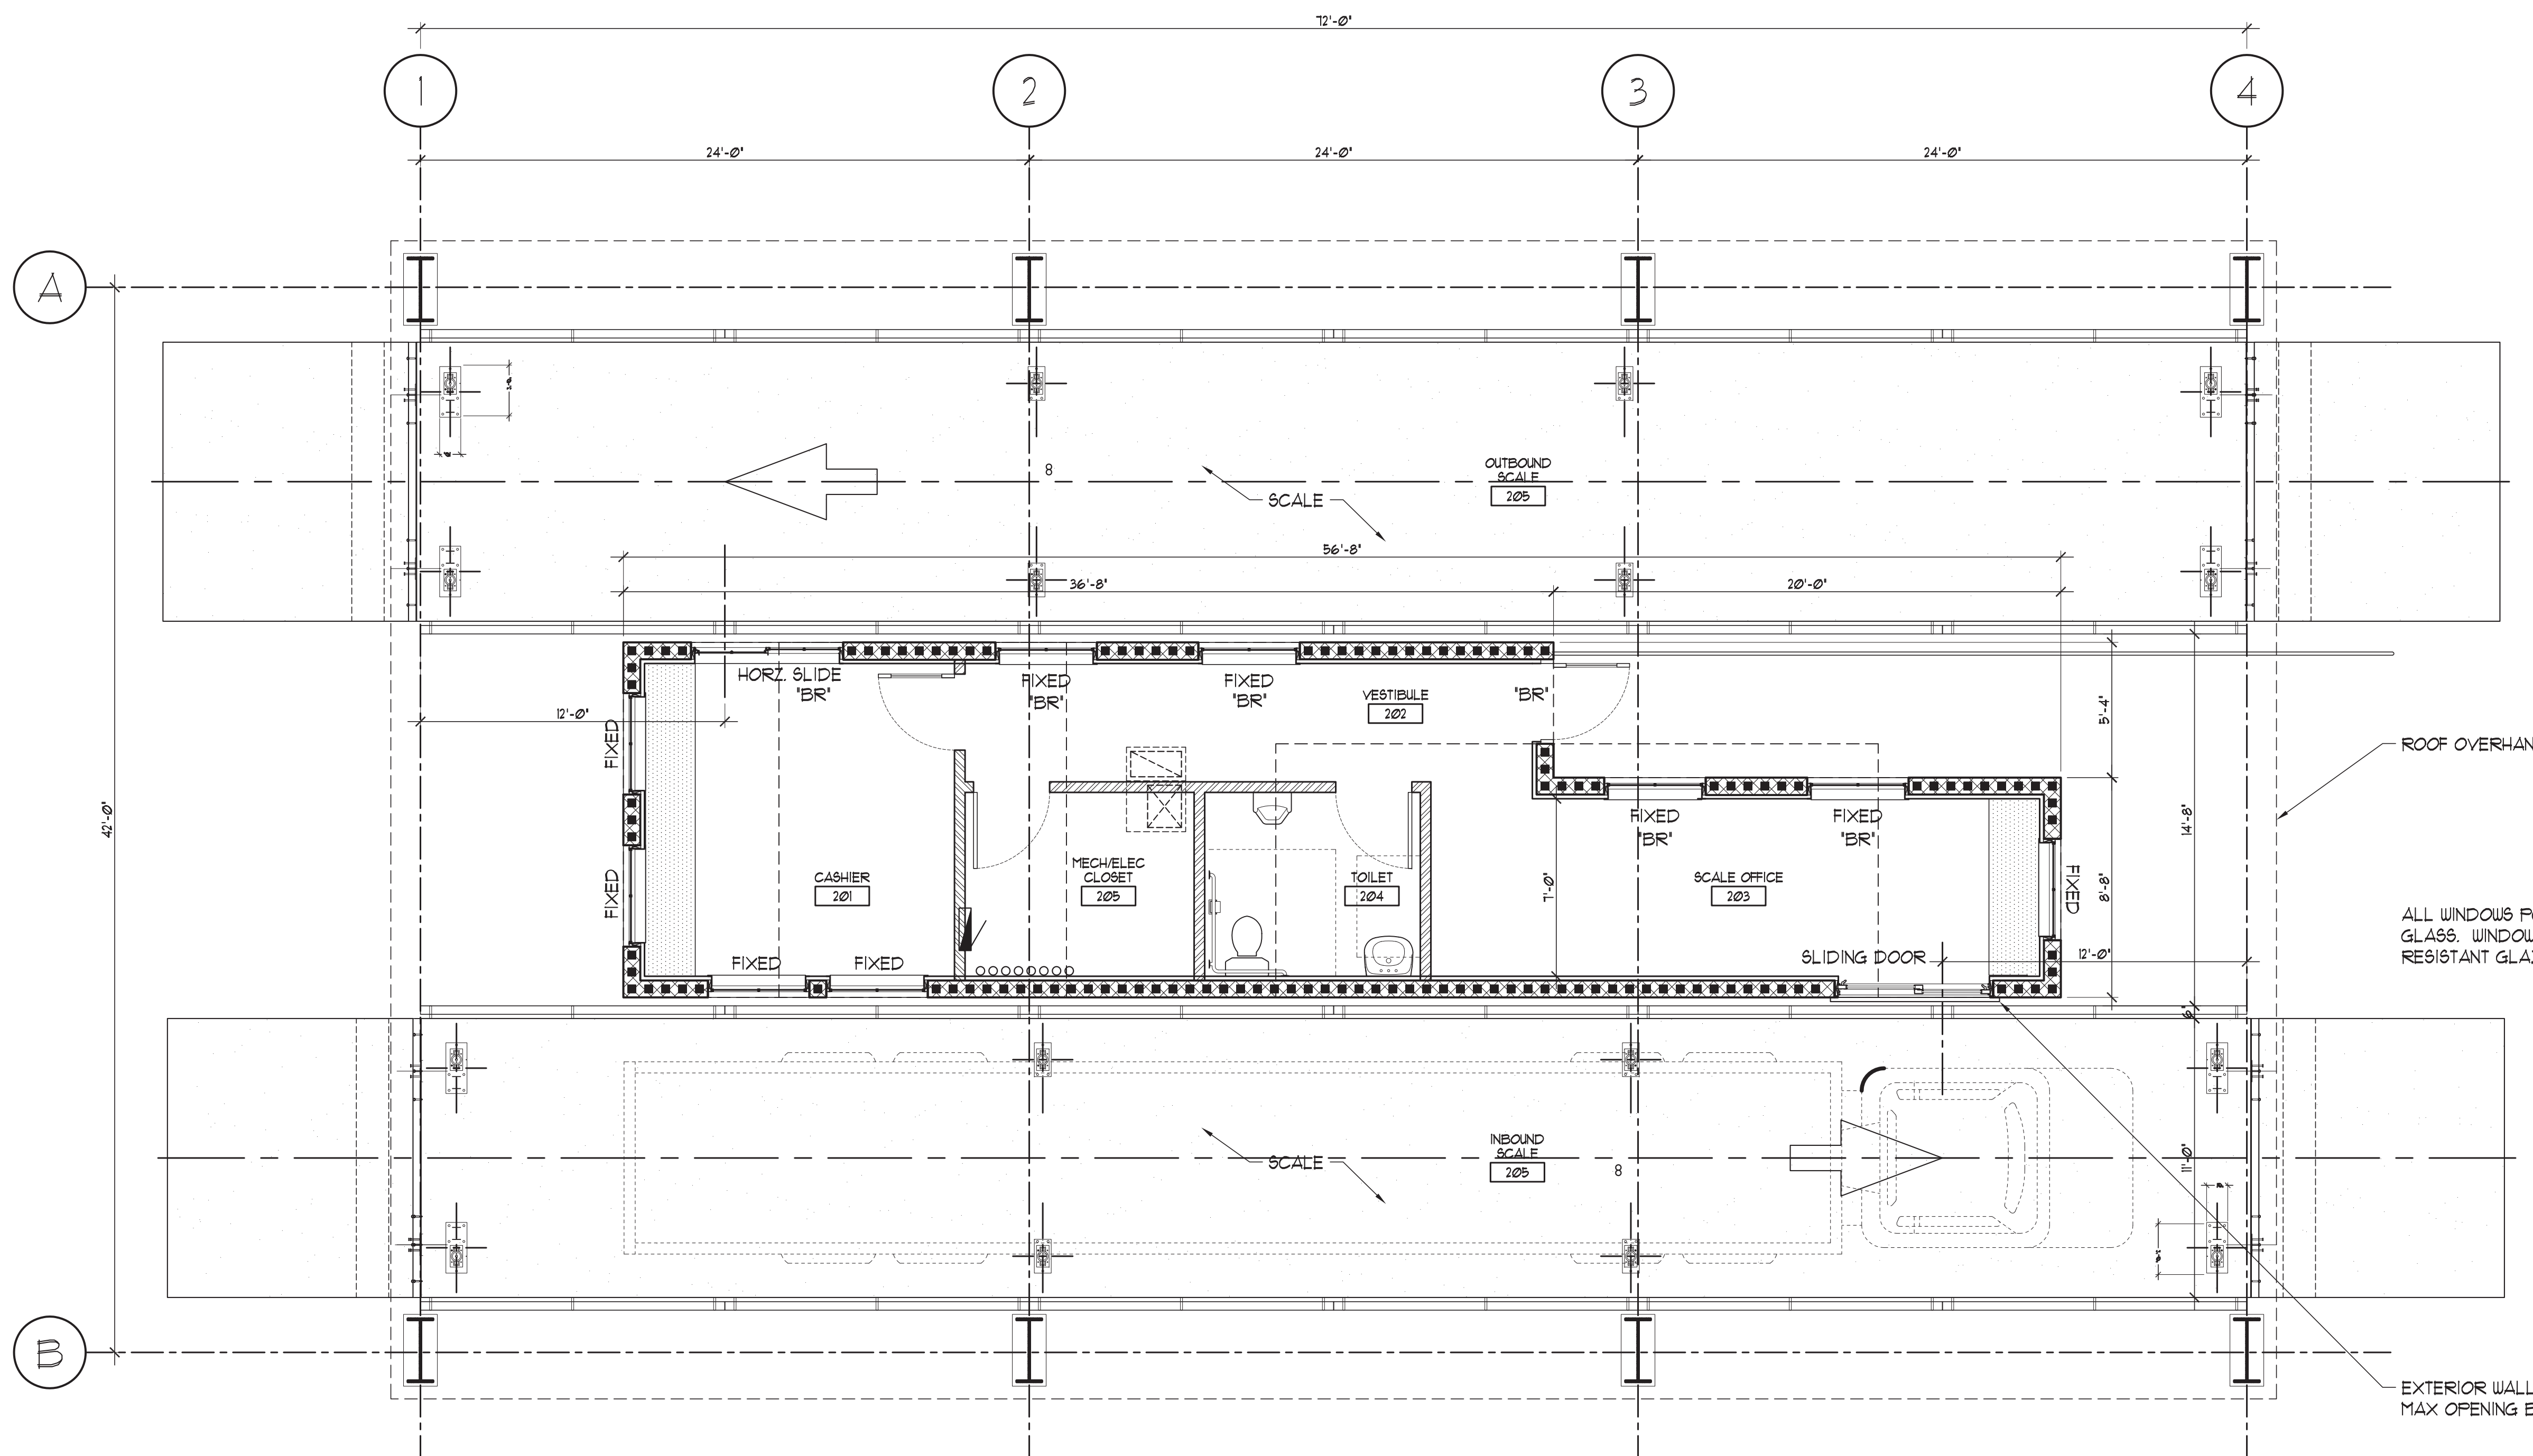 72'-0"
1
2
3
4
24'-0"
24'-0"
24'-0"
A
OUTBOUND
SCALE
205
8
SCALE
56'-8"
36'-8"
20'-0"
HORZ. SLIDE
"BR"
FIXED
"BR"
FIXED
"BR"
"BR"
VESTIBULE
202
12'-0"
5'-4"
FIXED
ROOF OVERHAN
42'-0"
14'-8"
FIXED
"BR"
FIXED
"BR"
MECH/ELEC
CLOSET
205
CASHIER
201
TOILET
204
SCALE OFFICE
203
7'-0"
8'-8"
FIXED
FIXED
ALL WINDOWS
GLASS. WINDOW
RESISTANT
FIXED
FIXED
SLIDING DOOR
12'-0"
6"
INBOUND
SCALE
205
8
SCALE
11'-0"
B
EXTERIOR WALL
MAX OPENING